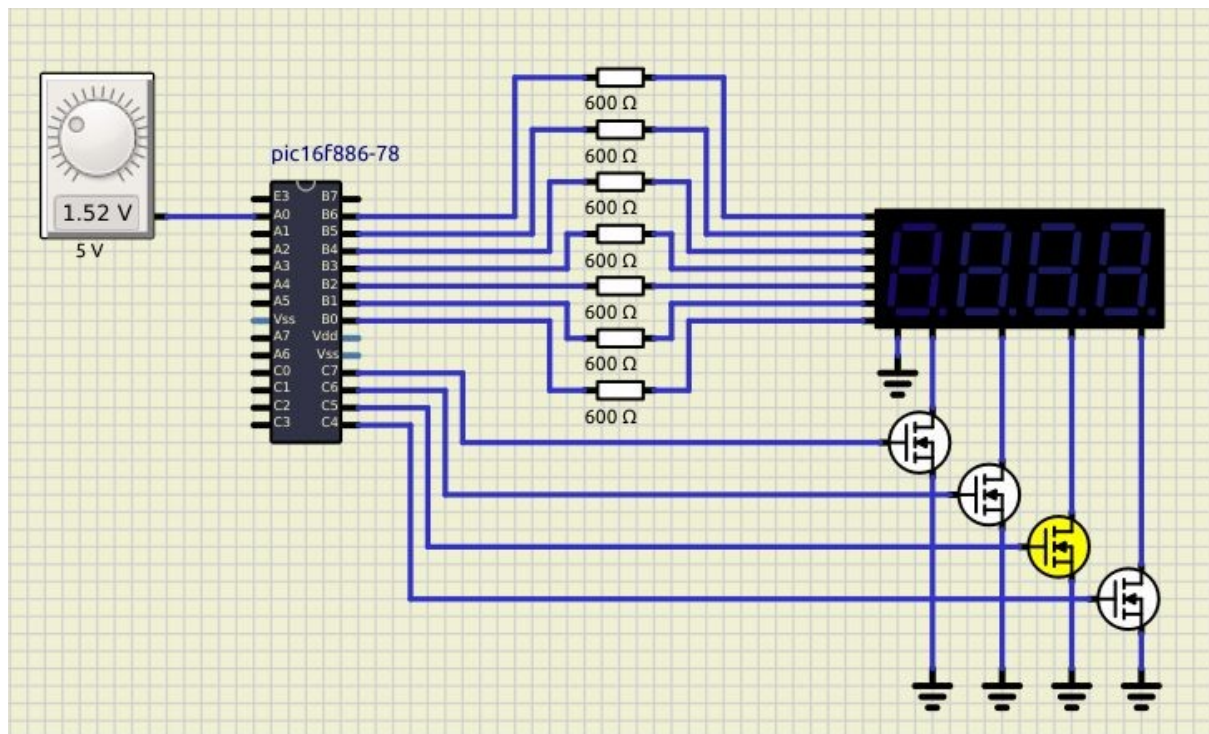 1.52 V
5 V
pic16f886-78
E3 B7
A0 B6
A1 B5
A2 B4
A3 B3
A4 B2
A5 B1
Vss B0
A7 Vdd
A6 Vss
C0 C7
C1 C6
C2 C5
C3 C4
600 Ω
600 Ω
600 Ω
600 Ω
600 Ω
600 Ω
600 Ω